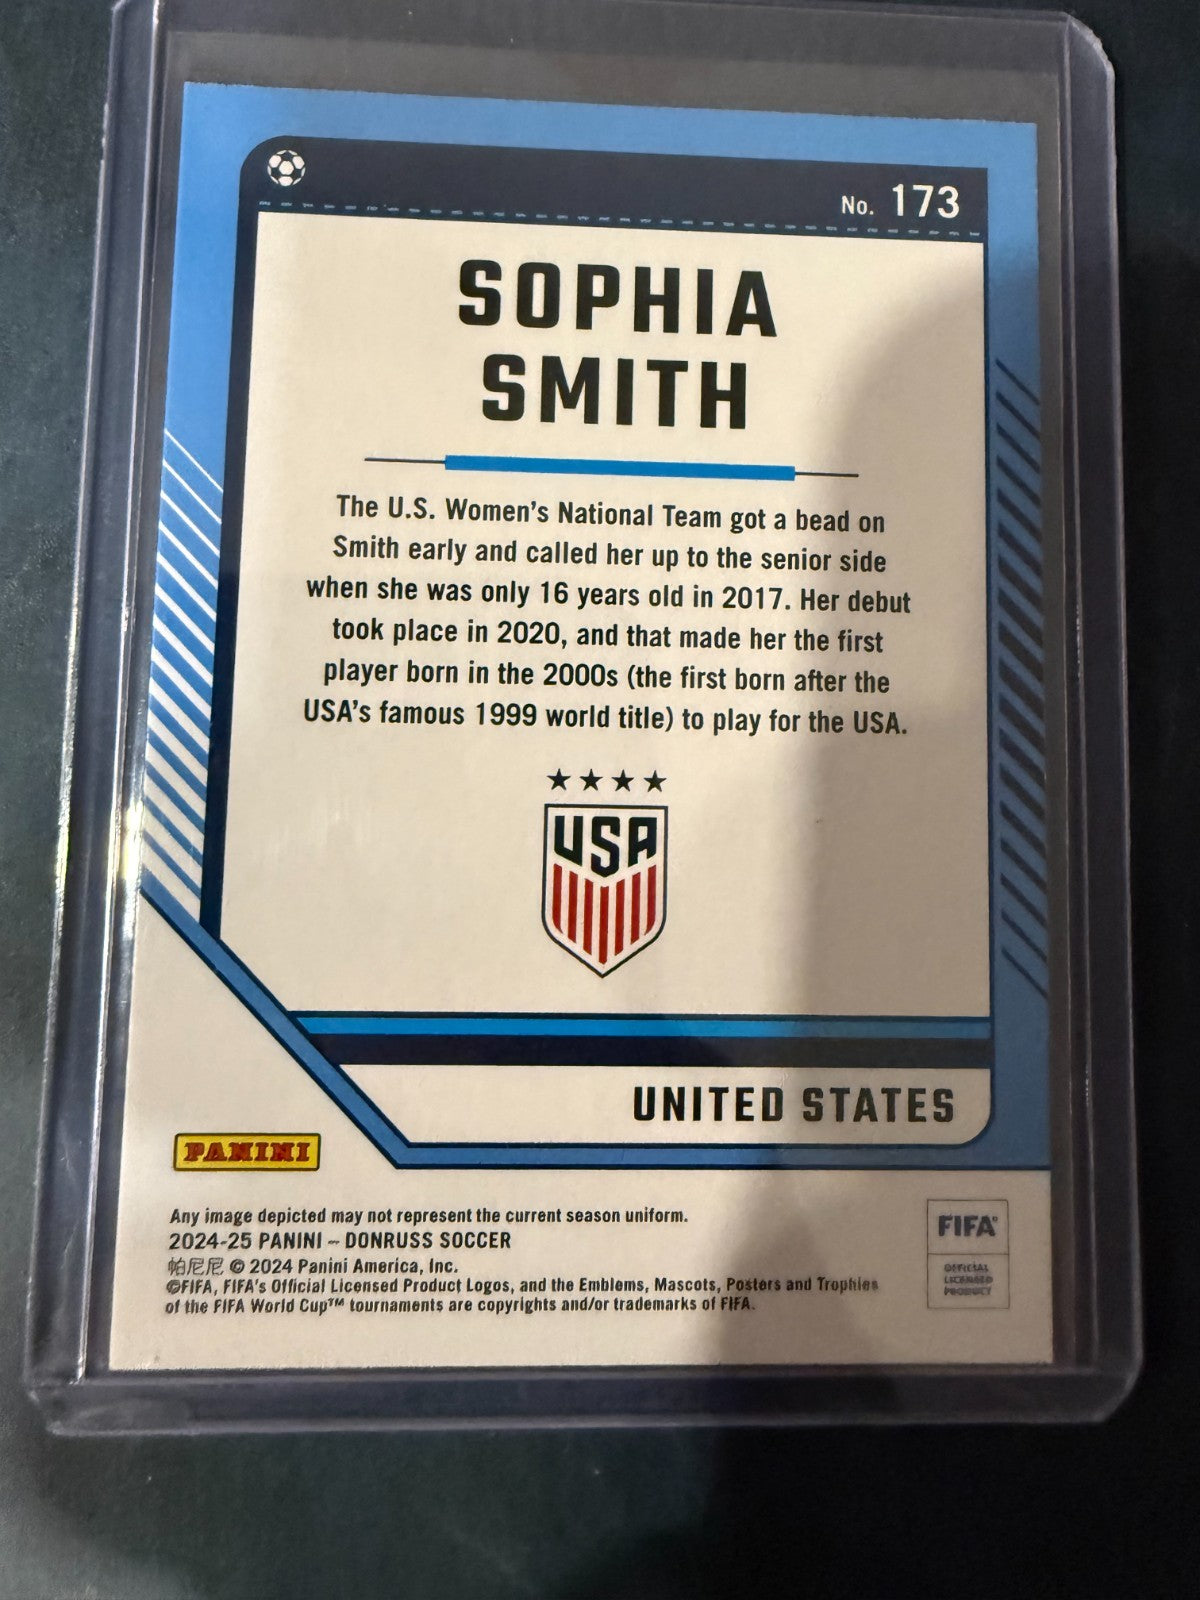 No. 173
SOPHIA
SMITH
The U.S. Women's National Team got a bead on
Smith early and called her up to the senior side
when she was only 16 years old in 2017. Her debut
took place in 2020, and that made her the first
player born in the 2000s (the first born after the
USA's famous 1999 world title) to play for the USA.
USA
UNITED STATES
PANINI
Any image depicted may not represent the current season uniform.
2024-25 PANINI – DONRUSS SOCCER
帕尼尼 © 2024 Panini America, Inc.
©FIFA, FIFA's Official Licensed Product Logos, and the Emblems, Mascots, Posters and Trophies
of the FIFA World Cup™ tournaments are copyrights and/or trademarks of FIFA.
FIFA®
OFFICIAL
LICENSED
PRODUCT